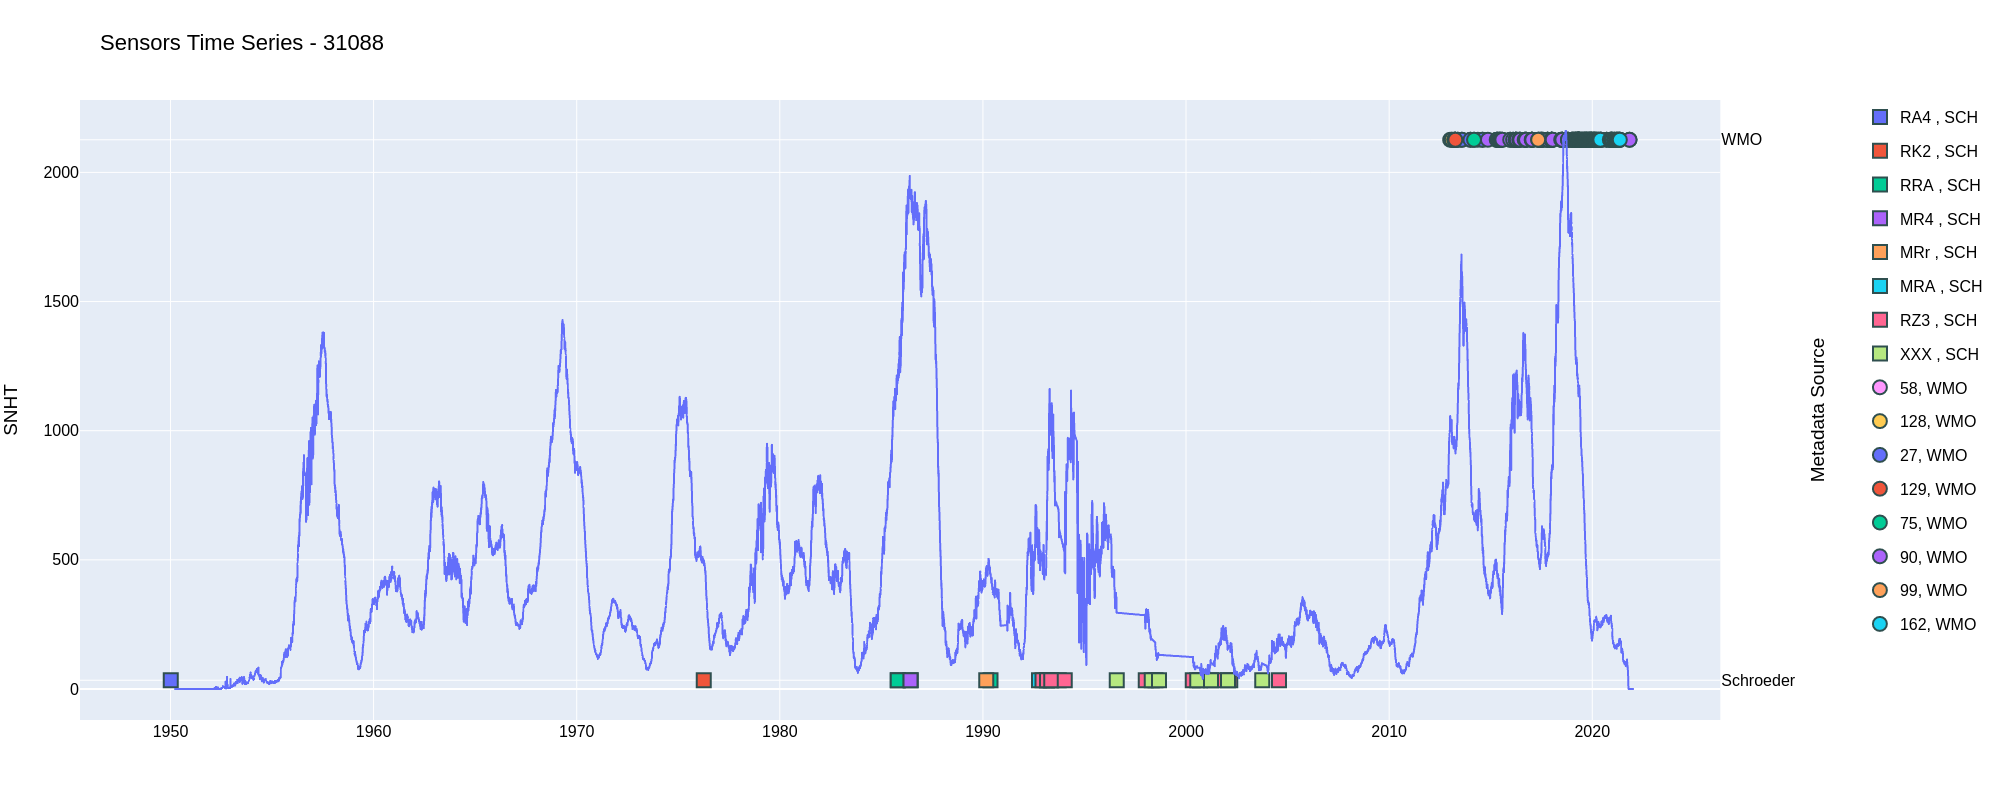 Sensors Time Series - 31088
SNHT
2000
1500
1000
500
0
1950
1960
1970
1980
1990
2000
2010
2020
WMO
Schroeder
Metadata Source
RA4 , SCH
RK2 , SCH
RRA , SCH
MR4 , SCH
MRr , SCH
MRA , SCH
RZ3 , SCH
XXX , SCH
58, WMO
128, WMO
27, WMO
129, WMO
75, WMO
90, WMO
99, WMO
162, WMO